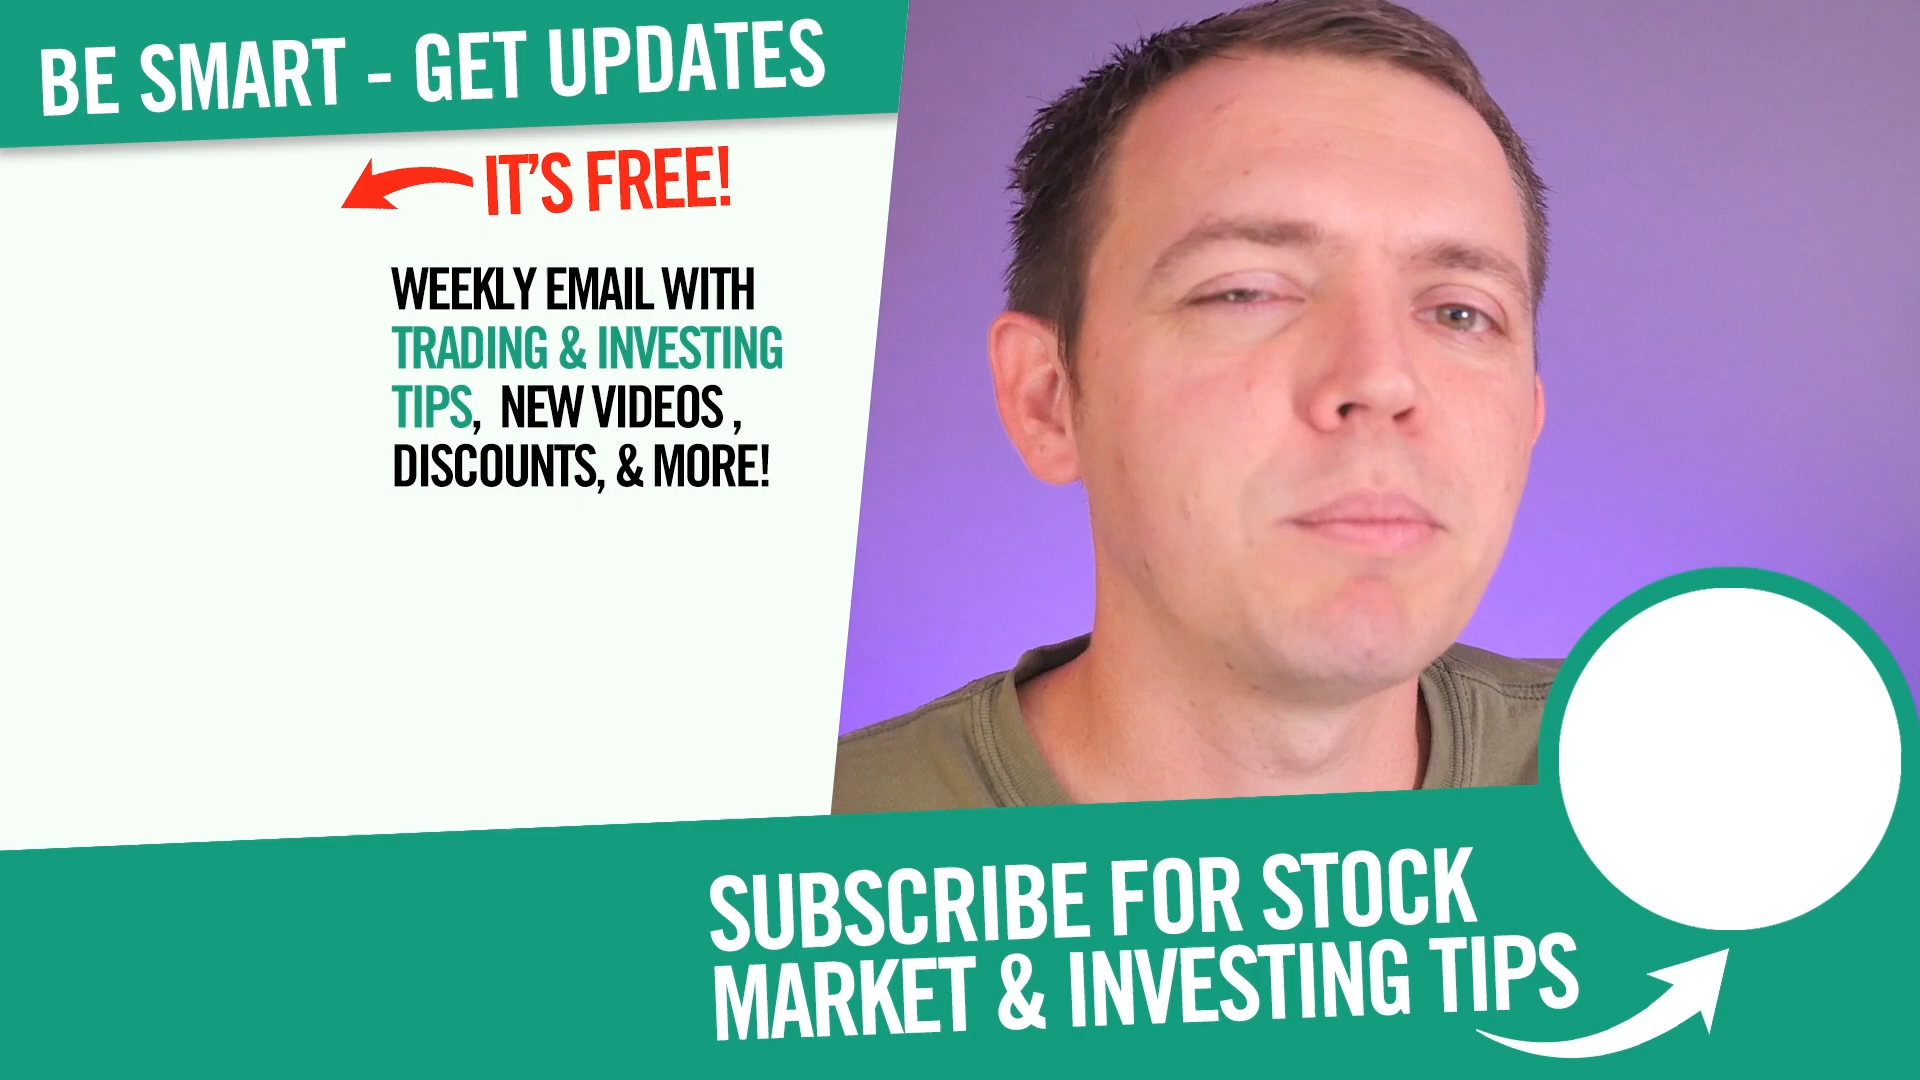 BE SMART - GET UPDATES
IT'S FREE!
WEEKLY EMAIL WITH
TRADING & INVESTING
TIPS, NEW VIDEOS ,
DISCOUNTS, & MORE!
SUBSCRIBE FOR STOCK
MARKET & INVESTING TIPS